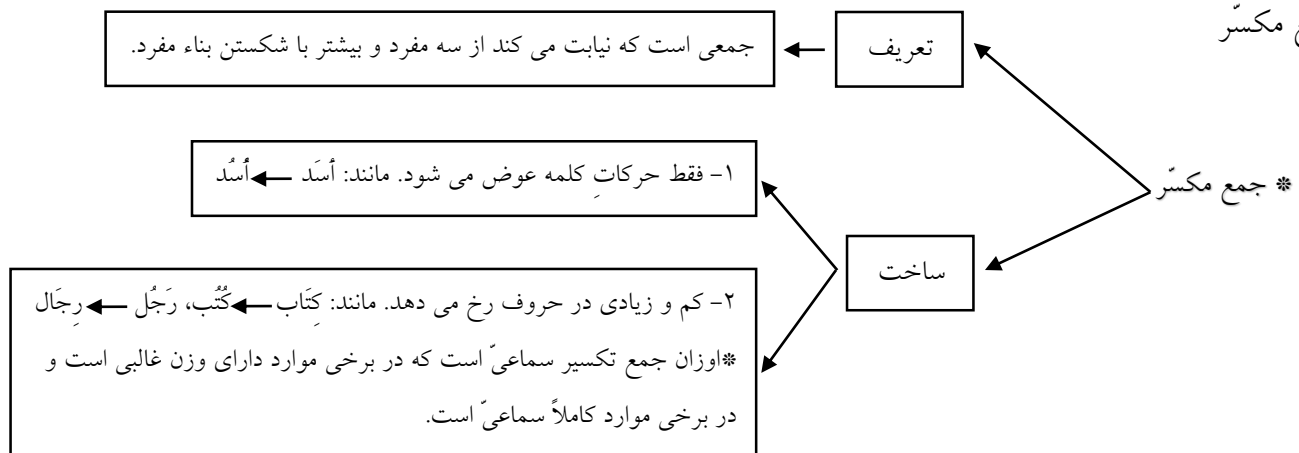 مکسّر
تعریف
جمعی است که نیابت می کند از سه مفرد و بیشتر با شکستن بناء مفرد.
* جمع مکسّر
۱- فقط حرکاتِ کلمه عوض می شود. مانند: أسَد أُسُد
ساخت
۲- کم و زیادی در حروف رخ می دهد. مانند: کِتَاب کُتُب، رَجُل رِجَال
*اوزان جمع تکسیر سماعیّ است که در برخی موارد دارای وزن غالبی است و
در برخی موارد کاملاً سماعیّ است.